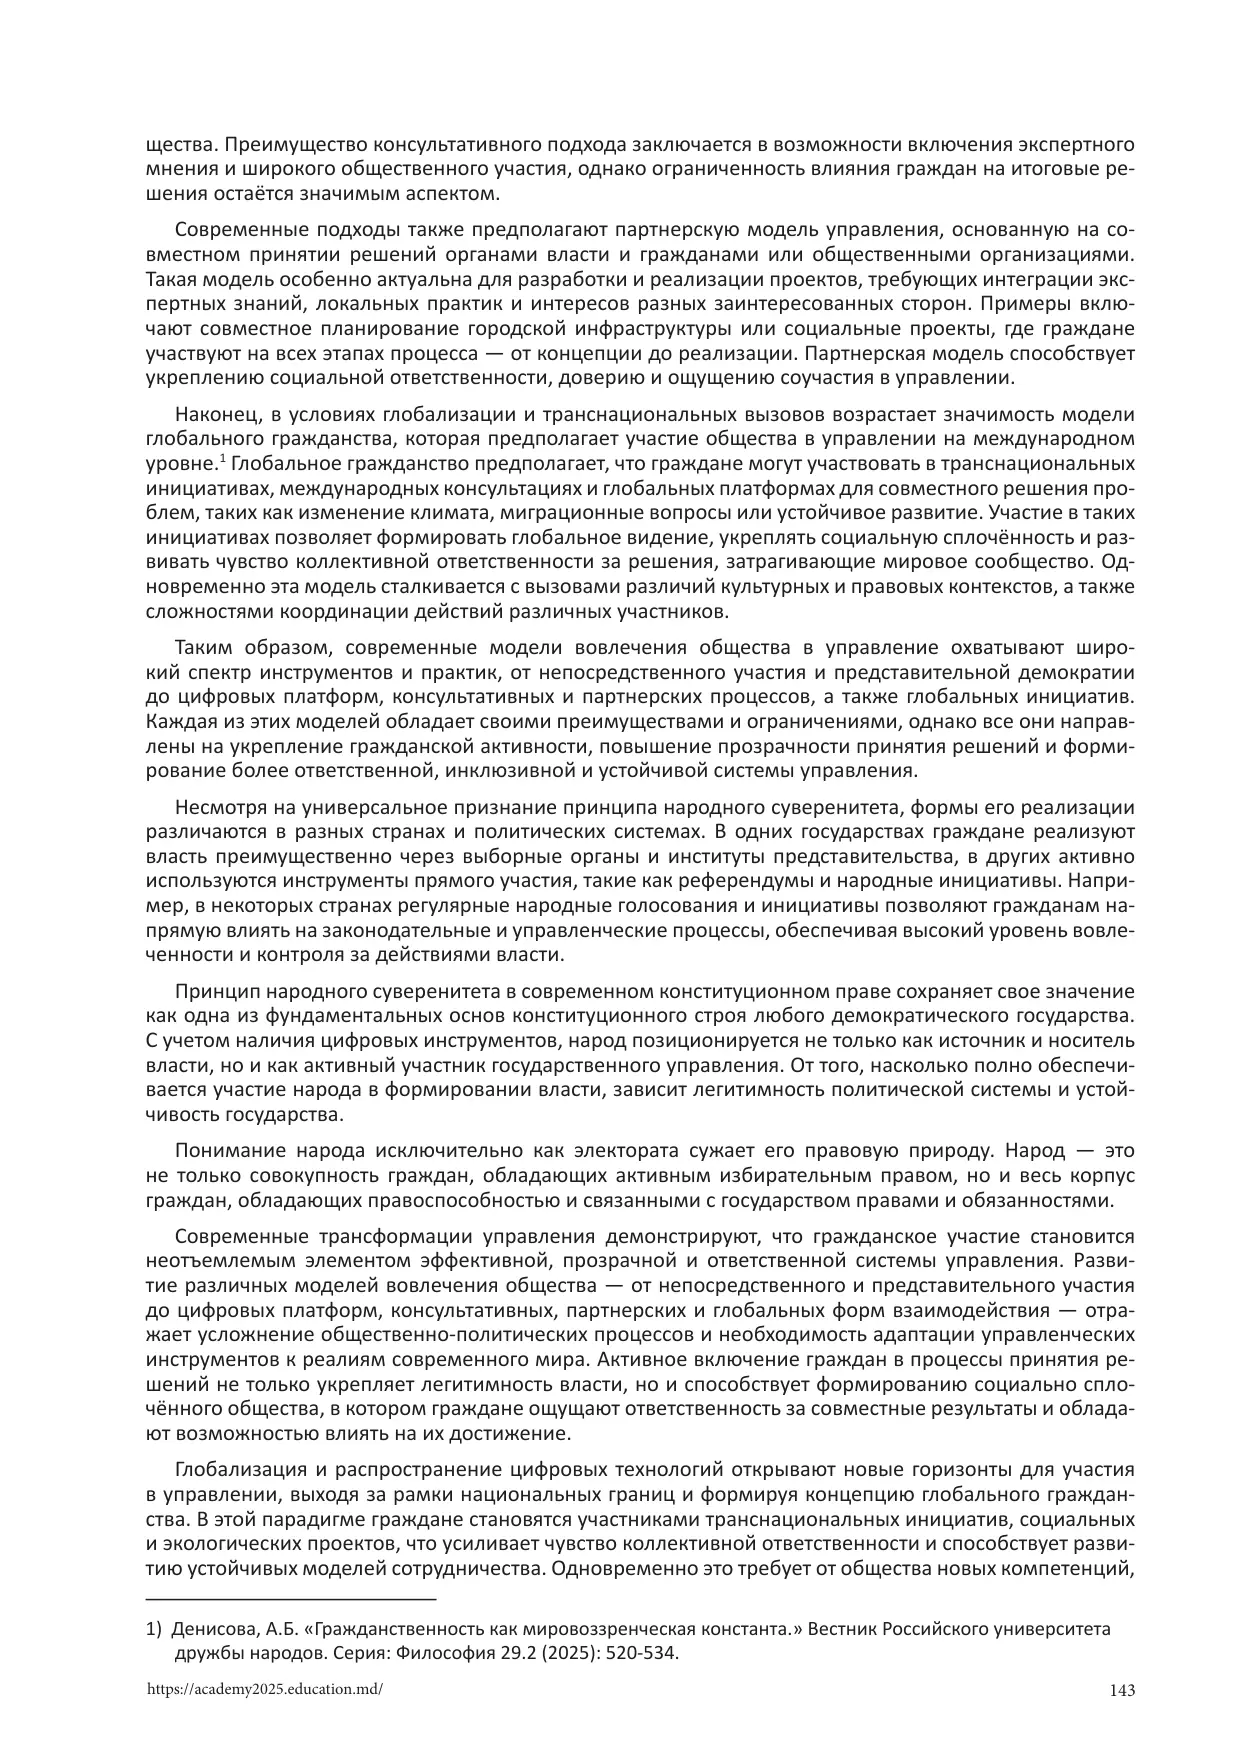 щества. Преимущество консультативного подхода заключается в возможности включения экспертного
мнения и широкого общественного участия, однако ограниченность влияния граждан на итоговые ре-
шения остаётся значимым аспектом.
Современные подходы также предполагают партнерскую модель управления, основанную на со-
вместном принятии решений органами власти и гражданами или общественными организациями.
Такая модель особенно актуальна для разработки и реализации проектов, требующих интеграции экс-
пертных знаний, локальных практик и интересов разных заинтересованных сторон. Примеры вклю-
чают совместное планирование городской инфраструктуры или социальные проекты, где граждане
участвуют на всех этапах процесса — от концепции до реализации. Партнерская модель способствует
укреплению социальной ответственности, доверию и ощущению соучастия в управлении.
Наконец, в условиях глобализации и транснациональных вызовов возрастает значимость модели
глобального гражданства, которая предполагает участие общества в управлении на международном
уровне.1 Глобальное гражданство предполагает, что граждане могут участвовать в транснациональных
инициативах, международных консультациях и глобальных платформах для совместного решения про-
блем, таких как изменение климата, миграционные вопросы или устойчивое развитие. Участие в таких
инициативах позволяет формировать глобальное видение, укреплять социальную сплочённость и раз-
вивать чувство коллективной ответственности за решения, затрагивающие мировое сообщество. Од-
новременно эта модель сталкивается с вызовами различий культурных и правовых контекстов, а также
сложностями координации действий различных участников.
Таким образом, современные модели вовлечения общества в управление охватывают широ-
кий спектр инструментов и практик, от непосредственного участия и представительной демократии
до цифровых платформ, консультативных и партнерских процессов, а также глобальных инициатив.
Каждая из этих моделей обладает своими преимуществами и ограничениями, однако все они направ-
лены на укрепление гражданской активности, повышение прозрачности принятия решений и форми-
рование более ответственной, инклюзивной и устойчивой системы управления.
Несмотря на универсальное признание принципа народного суверенитета, формы его реализации
различаются в разных странах и политических системах. В одних государствах граждане реализуют
власть преимущественно через выборные органы и институты представительства, в других активно
используются инструменты прямого участия, такие как референдумы и народные инициативы. Напри-
мер, в некоторых странах регулярные народные голосования и инициативы позволяют гражданам на-
прямую влиять на законодательные и управленческие процессы, обеспечивая высокий уровень вовле-
ченности и контроля за действиями власти.
Принцип народного суверенитета в современном конституционном праве сохраняет свое значение
как одна из фундаментальных основ конституционного строя любого демократического государства.
С учетом наличия цифровых инструментов, народ позиционируется не только как источник и носитель
власти, но и как активный участник государственного управления. От того, насколько полно обеспечи-
вается участие народа в формировании власти, зависит легитимность политической системы и устой-
чивость государства.
Понимание народа исключительно как электората сужает его правовую природу. Народ — это
не только совокупность граждан, обладающих активным избирательным правом, но и весь корпус
граждан, обладающих правоспособностью и связанными с государством правами и обязанностями.
Современные трансформации управления демонстрируют, что гражданское участие становится
неотъемлемым элементом эффективной, прозрачной и ответственной системы управления. Разви-
тие различных моделей вовлечения общества — от непосредственного и представительного участия
до цифровых платформ, консультативных, партнерских и глобальных форм взаимодействия — отра-
жает усложнение общественно-политических процессов и необходимость адаптации управленческих
инструментов к реалиям современного мира. Активное включение граждан в процессы принятия ре-
шений не только укрепляет легитимность власти, но и способствует формированию социально спло-
чённого общества, в котором граждане ощущают ответственность за совместные результаты и облада-
ют возможностью влиять на их достижение.
Глобализация и распространение цифровых технологий открывают новые горизонты для участия
в управлении, выходя за рамки национальных границ и формируя концепцию глобального граждан-
ства. В этой парадигме граждане становятся участниками транснациональных инициатив, социальных
и экологических проектов, что усиливает чувство коллективной ответственности и способствует разви-
тию устойчивых моделей сотрудничества. Одновременно это требует от общества новых компетенций,
1) Денисова, А.Б. «Гражданственность как мировоззренческая константа.» Вестник Российского университета
дружбы народов. Серия: Философия 29.2 (2025): 520-534.
https://academy2025.education.md/
143